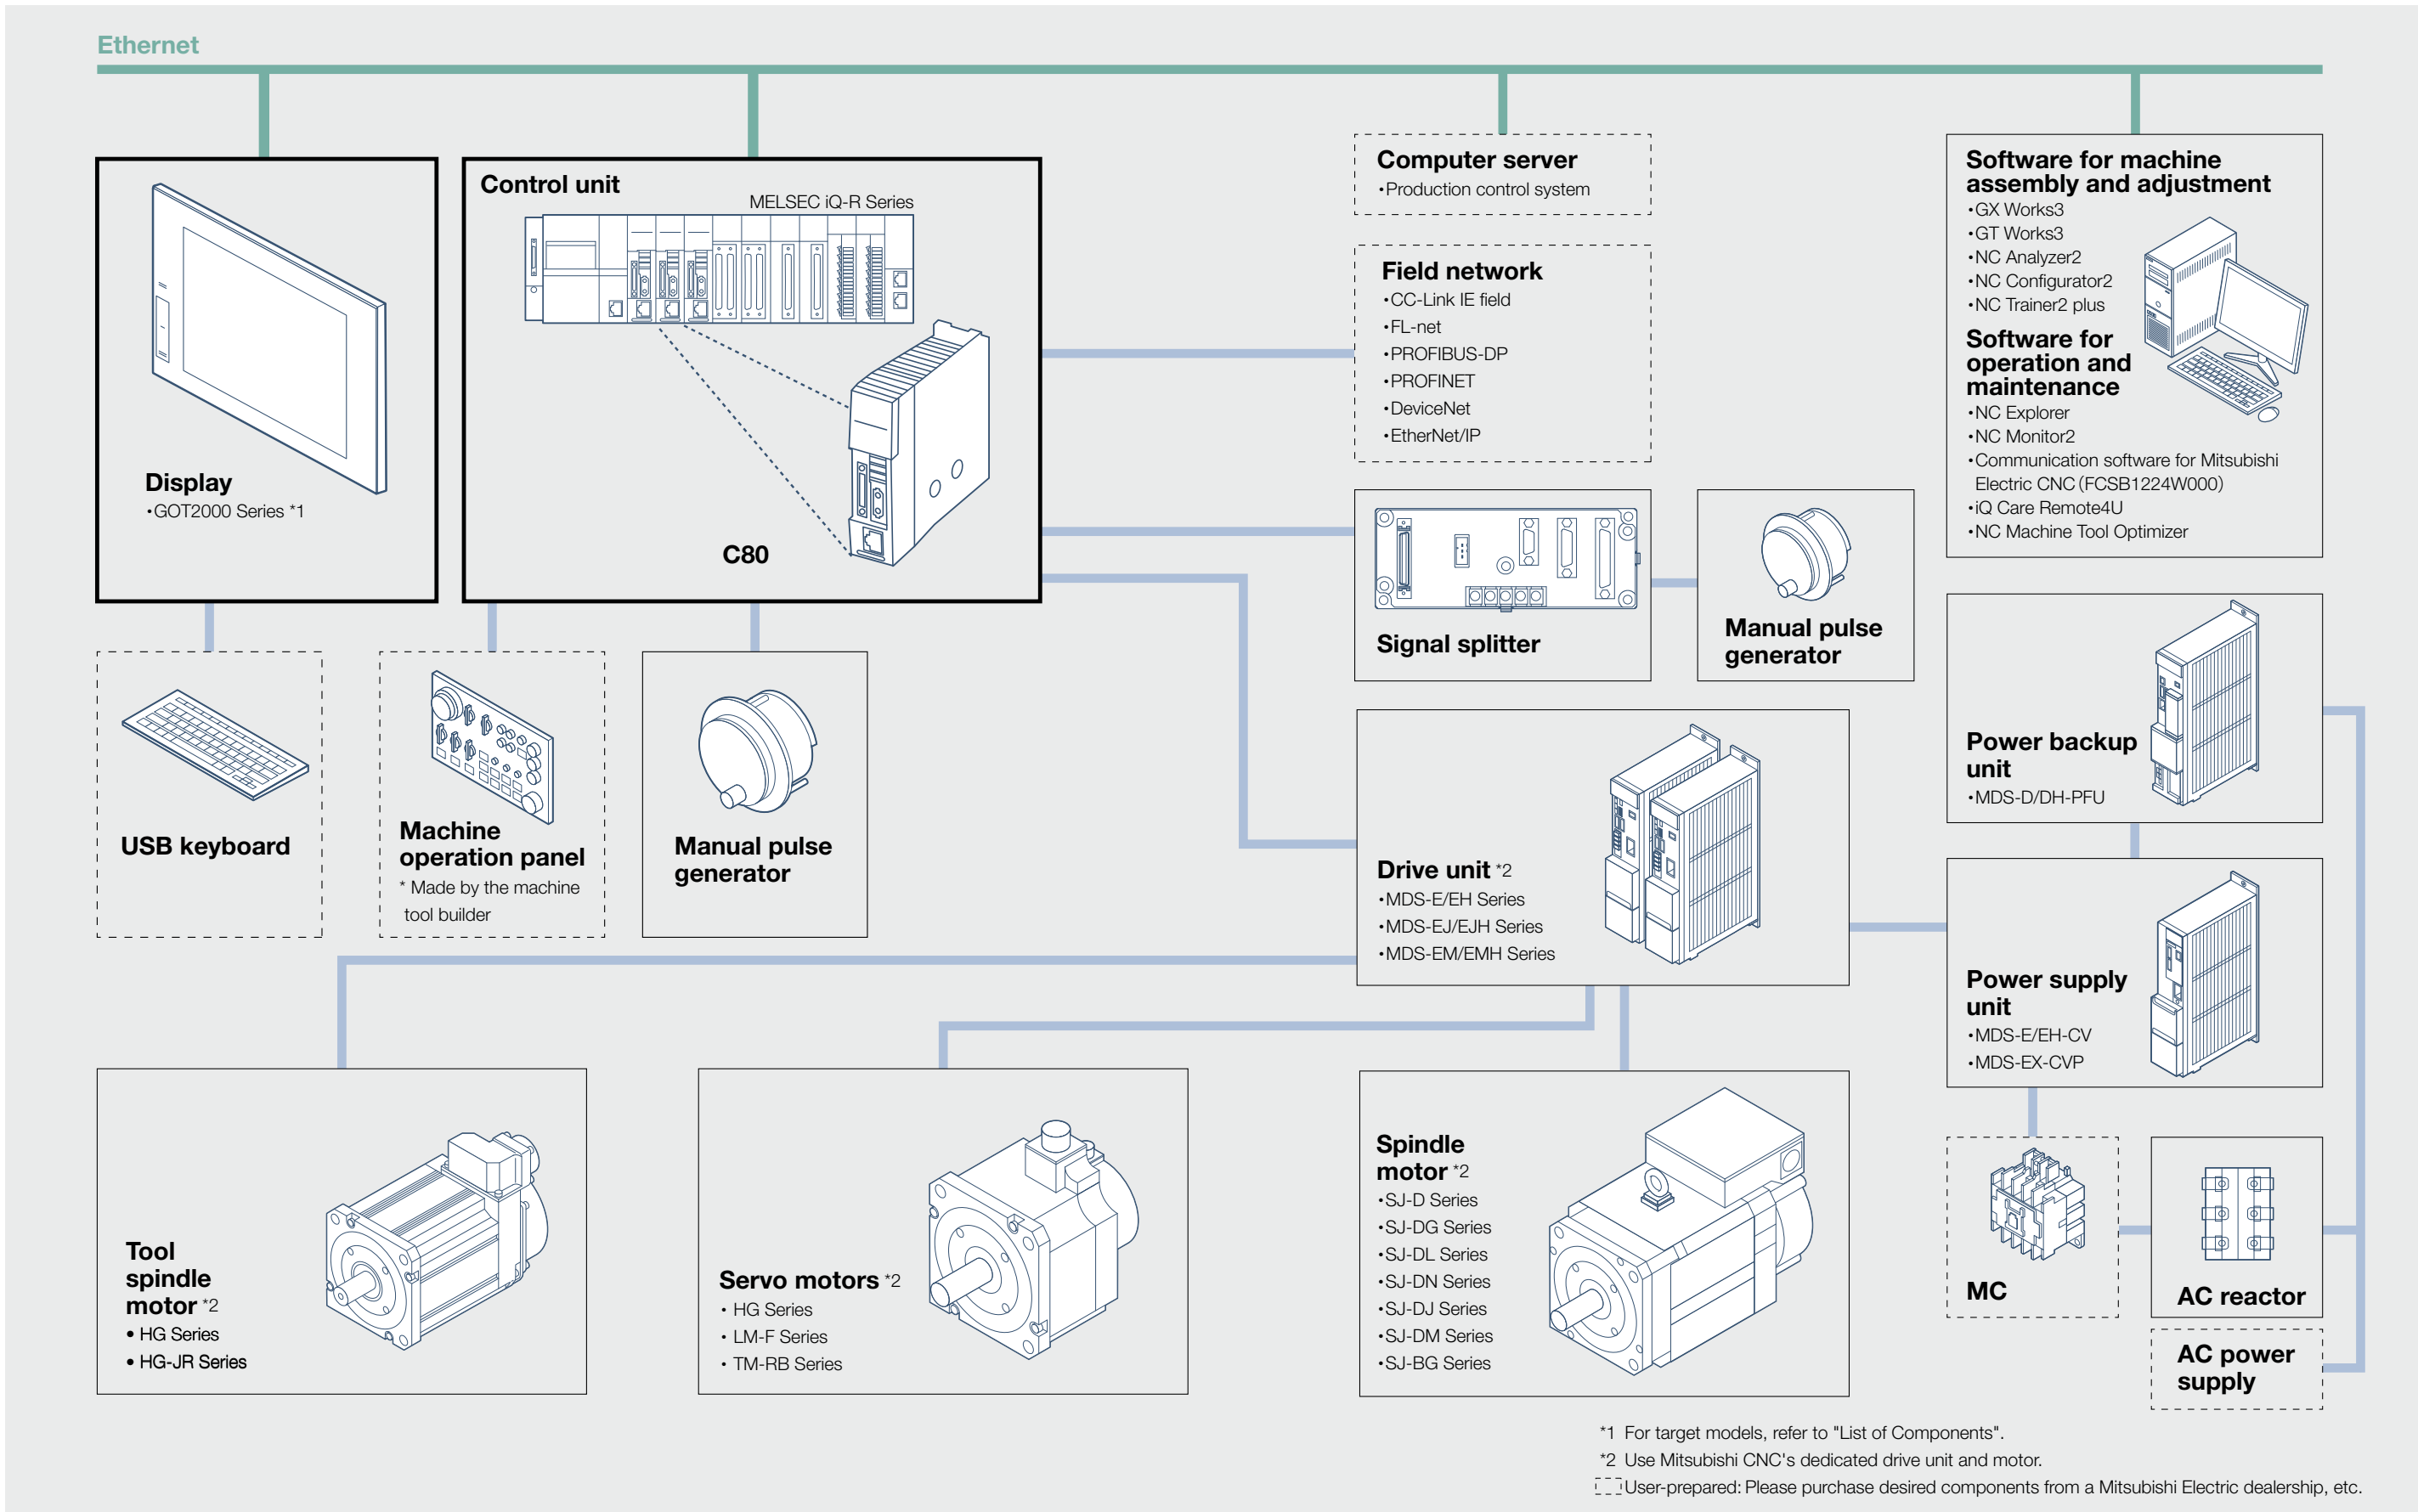 Ethernet
Display
・GOT2000 Series *1
Control unit
MELSEC iQ-R Series
C80
Computer server
・Production control system
Field network
・CC-Link IE field
・FL-net
・PROFIBUS-DP
・PROFINET
・DeviceNet
・EtherNet/IP
Software for machine
assembly and adjustment
・GX Works3
・GT Works3
・NC Analyzer2
・NC Configurator2
・NC Trainer2 plus
Software for
operation and
maintenance
・NC Explorer
・NC Monitor2
・Communication software for Mitsubishi
Electric CNC (FCSB1224W000)
・iQ Care Remote4U
・NC Machine Tool Optimizer
Signal splitter
Manual pulse
generator
USB keyboard
Machine
operation panel
* Made by the machine
tool builder
Manual pulse
generator
Drive unit *2
・MDS-E/EH Series
・MDS-EJ/EJH Series
・MDS-EM/EMH Series
Power backup
unit
・MDS-D/DH-PFU
Power supply
unit
・MDS-E/EH-CV
・MDS-EX-CVP
Tool
spindle
motor *2
• HG Series
• HG-JR Series
Servo motors *2
・ HG Series
・ LM-F Series
・ TM-RB Series
Spindle
motor *2
・SJ-D Series
・SJ-DG Series
・SJ-DL Series
・SJ-DN Series
・SJ-DJ Series
・SJ-DM Series
・SJ-BG Series
MC
AC reactor
AC power
supply
*1 For target models, refer to "List of Components".
*2 Use Mitsubishi CNC's dedicated drive unit and motor.
User-prepared: Please purchase desired components from a Mitsubishi Electric dealership, etc.